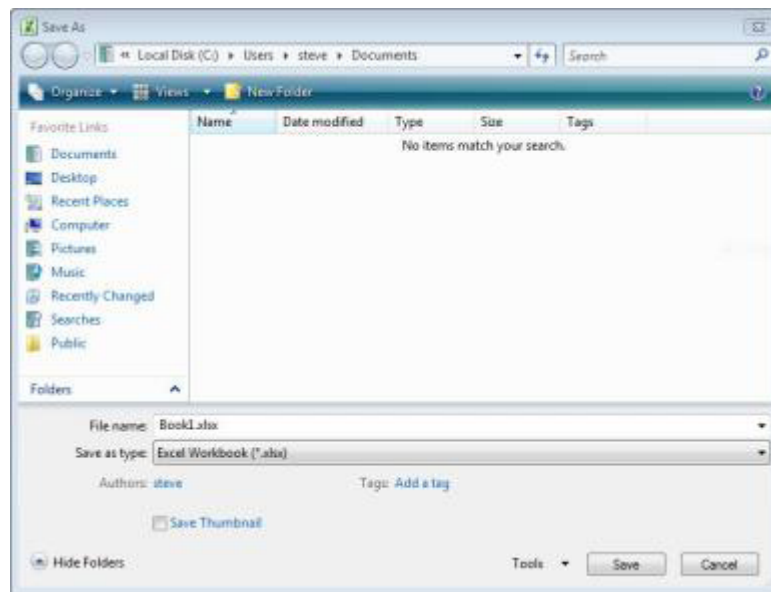 Save As
« Local Disk (C:) ▸ Users ▸ steve ▸ Documents
Search
Organize Views New Folder
Favorite Links
Name Date modified Type Size Tags
No items match your search.
Documents
Desktop
Recent Places
Computer
Pictures
Music
Recently Changed
Searches
Public
Folders
File name: Book1.xlsx
Save as type: Excel Workbook (*.xlsx)
Authors: steve Tags: Add a tag
Save Thumbnail
Hide Folders Tools Save Cancel